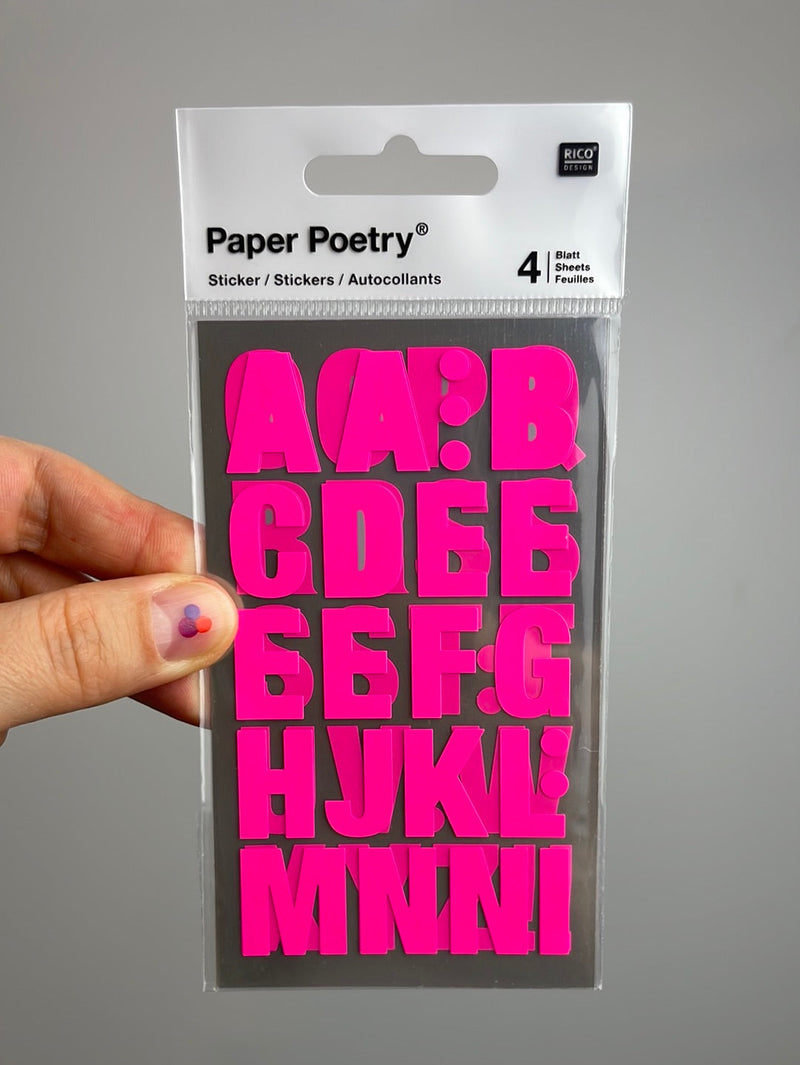 RICO®
DESIGN
Paper Poetry®
Sticker / Stickers / Autocollants
4
Blatt
Sheets
Feuilles
A A : B
C D E E
E E F G
H J K L
M N N I